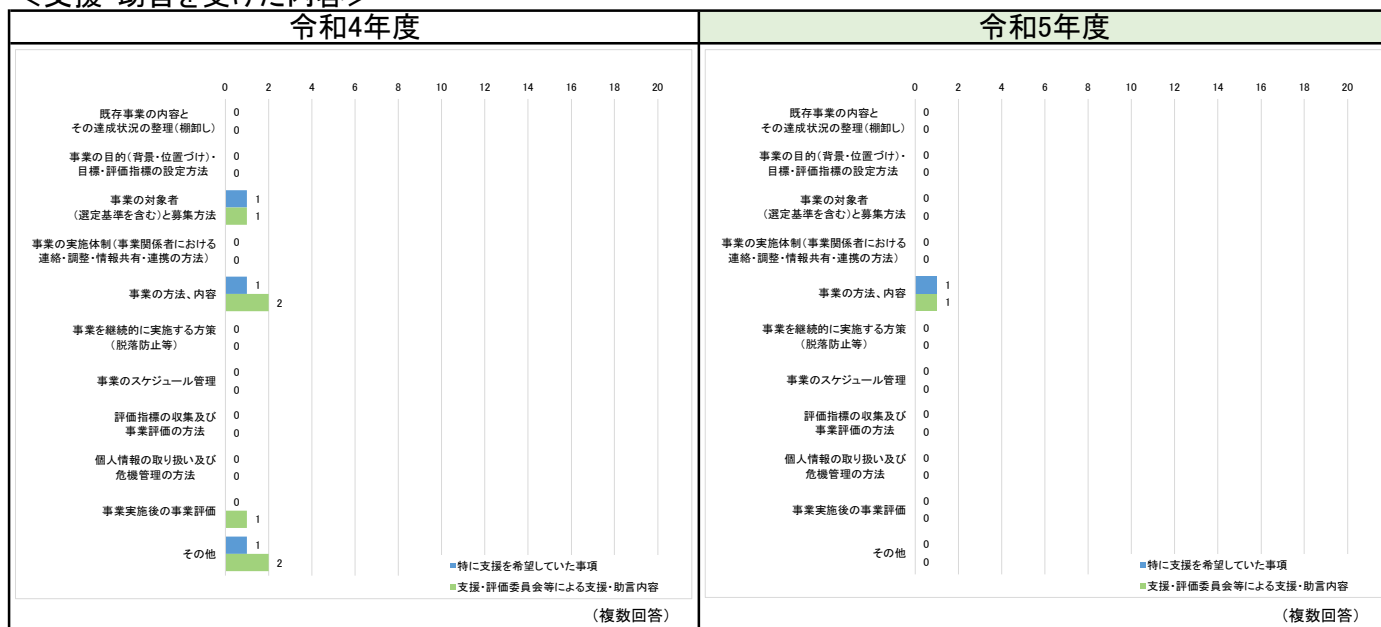 <支援・助言を受けた内容>
令和4年度
0 2 4 6 8 10 12 14 16 18 20
既存事業の内容と
その達成状況の整理(棚卸し)
0
0
事業の目的(背景・位置づけ)・
目標・評価指標の設定方法
0
0
事業の対象者
(選定基準を含む)と募集方法
1
1
事業の実施体制(事業関係者における
連絡・調整・情報共有・連携の方法)
0
0
事業の方法、内容
1
2
事業を継続的に実施する方策
(脱落防止等)
0
0
事業のスケジュール管理
0
0
評価指標の収集及び
事業評価の方法
0
0
個人情報の取り扱い及び
危機管理の方法
0
0
事業実施後の事業評価
0
1
その他
1
2
特に支援を希望していた事項
支援・評価委員会等による支援・助言内容
(複数回答)
令和5年度
0 2 4 6 8 10 12 14 16 18 20
既存事業の内容と
その達成状況の整理(棚卸し)
0
0
事業の目的(背景・位置づけ)・
目標・評価指標の設定方法
0
0
事業の対象者
(選定基準を含む)と募集方法
0
0
事業の実施体制(事業関係者における
連絡・調整・情報共有・連携の方法)
0
0
事業の方法、内容
1
1
事業を継続的に実施する方策
(脱落防止等)
0
0
事業のスケジュール管理
0
0
評価指標の収集及び
事業評価の方法
0
0
個人情報の取り扱い及び
危機管理の方法
0
0
事業実施後の事業評価
0
0
その他
0
0
特に支援を希望していた事項
支援・評価委員会等による支援・助言内容
(複数回答)